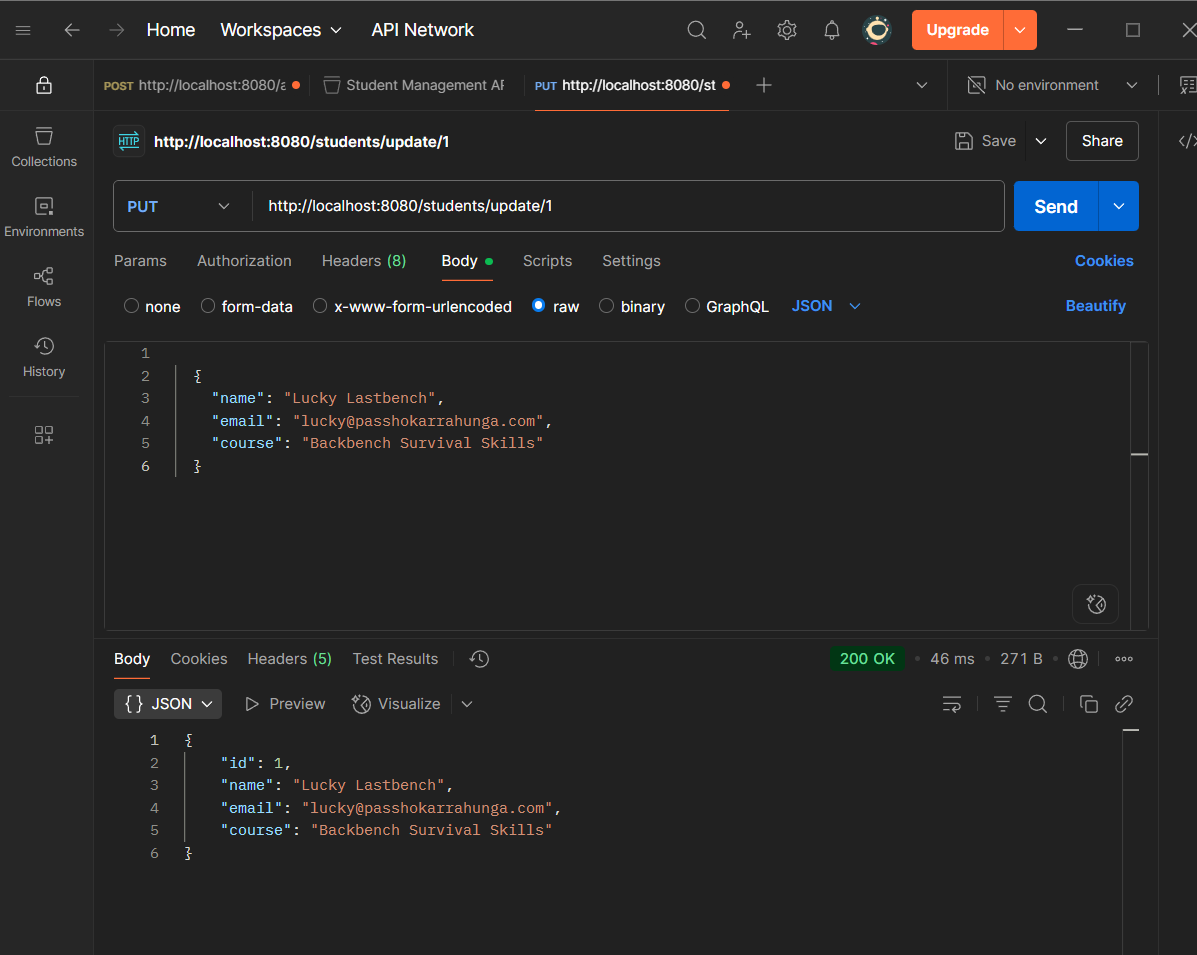 Home Workspaces API Network Upgrade
POST http://localhost:8080/a Student Management AP PUT http://localhost:8080/st No environment
HTTP http://localhost:8080/students/update/1 Save Share
Collections
Environments
Flows
History
PUT http://localhost:8080/students/update/1 Send
Params Authorization Headers (8) Body Scripts Settings Cookies
none form-data x-www-form-urlencoded raw binary GraphQL JSON Beautify
1
2 {
3 "name": "Lucky Lastbench",
4 "email": "lucky@passhokarrahunga.com",
5 "course": "Backbench Survival Skills"
6 }
Body Cookies Headers (5) Test Results 200 OK 46 ms 271 B
{} JSON Preview Visualize
1 {
2 "id": 1,
3 "name": "Lucky Lastbench",
4 "email": "lucky@passhokarrahunga.com",
5 "course": "Backbench Survival Skills"
6 }